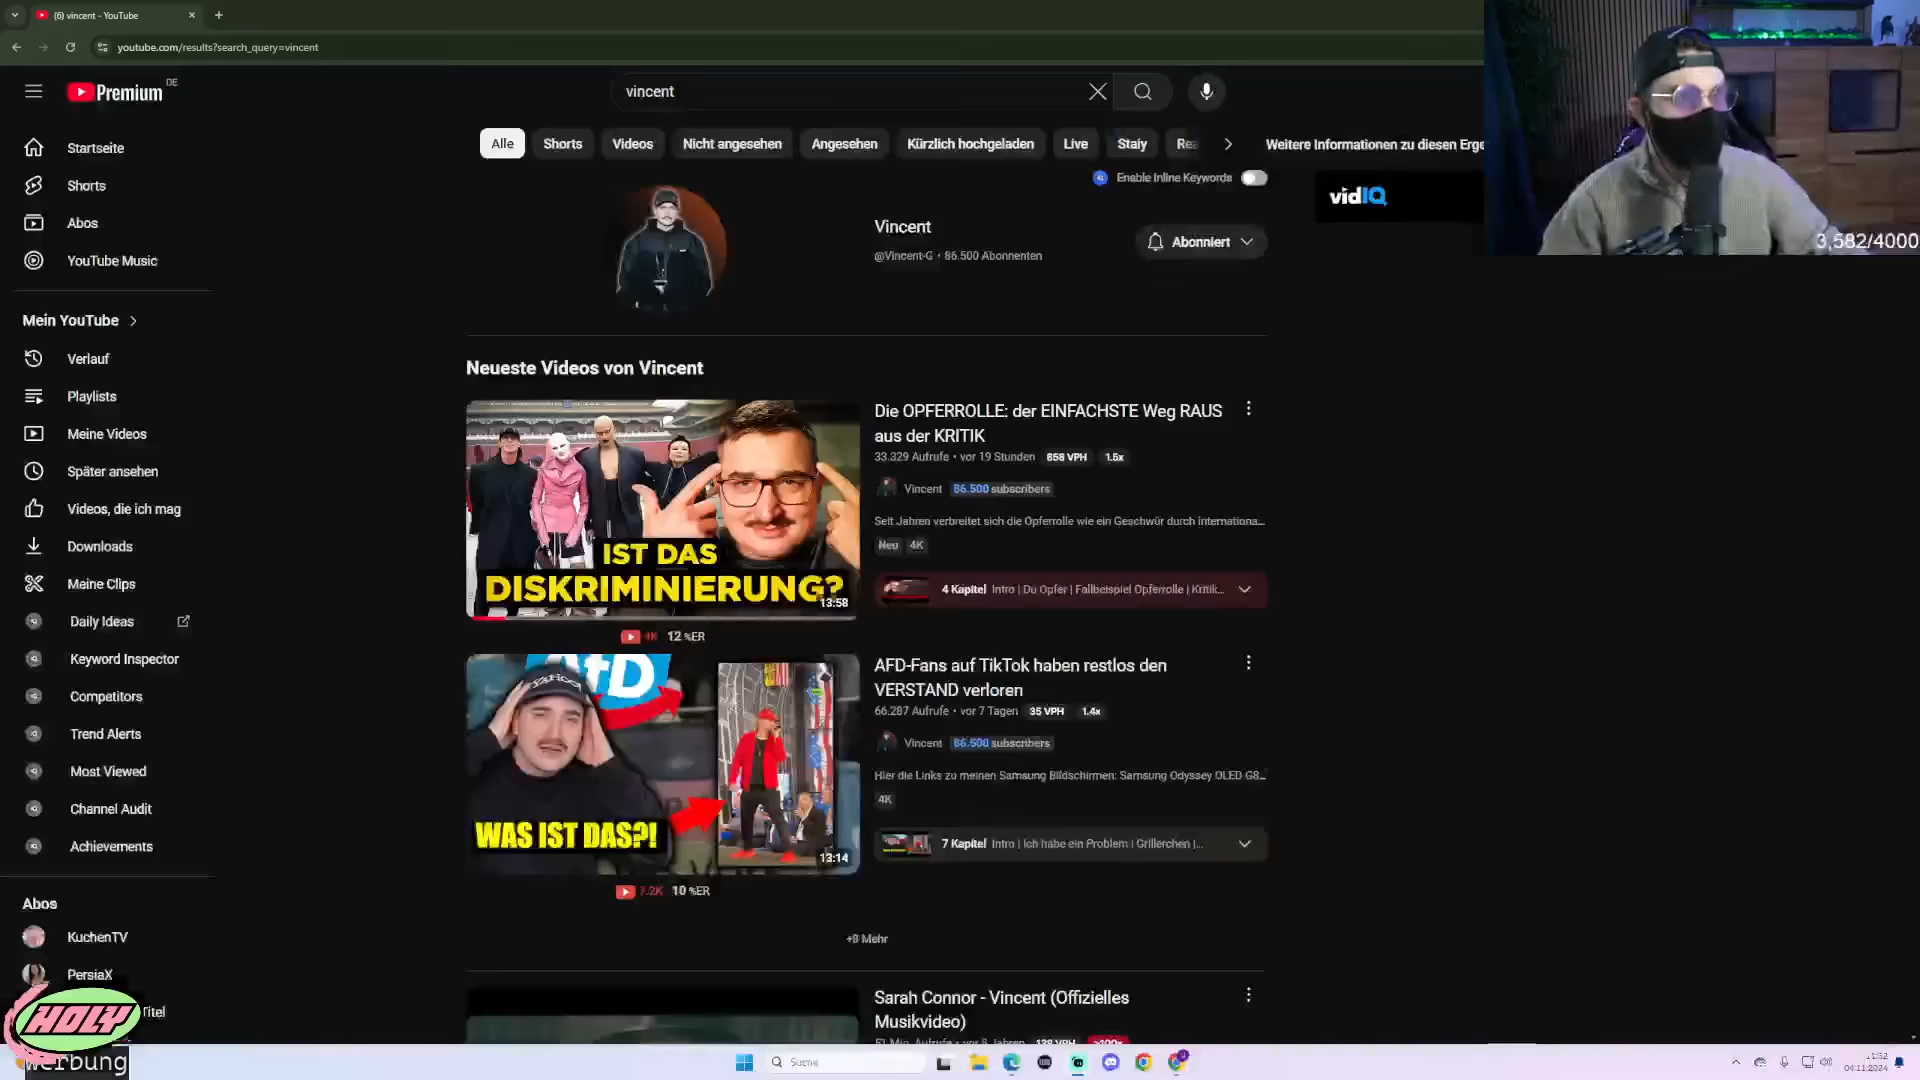 (6) vincent - YouTube
youtube.com/results?search_query=vincent
Premium
DE
vincent
Alle
Shorts
Videos
Nicht angesehen
Angesehen
Kürzlich hochgeladen
Live
Staiy
Weitere Informationen zu diesen Erge
Enable Inline Keywords
vidIQ
3,582/4000
Startseite
Shorts
Abos
YouTube Music
Mein YouTube
Verlauf
Playlists
Meine Videos
Später ansehen
Videos, die ich mag
Downloads
Meine Clips
Daily Ideas
Keyword Inspector
Competitors
Trend Alerts
Most Viewed
Channel Audit
Achievements
Abos
KuchenTV
PersiaX
Titel
HOLY
Werbung
Vincent
@Vincent-G • 86.500 Abonnenten
Abonniert
Neueste Videos von Vincent
IST DAS
DISKRIMINIERUNG?
13:58
4K 12 %ER
Die OPFERROLLE: der EINFACHSTE Weg RAUS
aus der KRITIK
33.329 Aufrufe • vor 19 Stunden 658 VPH 1.5x
Vincent 86.500 subscribers
Seit Jahren verbreitet sich die Opferrolle wie ein Geschwür durch internationa...
Neu 4K
4 Kapitel Intro | Du Opfer | Fallbeispiel Opferrolle | Kritik...
AfD
YAHOO!
WAS IST DAS?!
13:14
7.2K 10 %ER
AFD-Fans auf TikTok haben restlos den
VERSTAND verloren
66.287 Aufrufe • vor 7 Tagen 35 VPH 1.4x
Vincent 86.500 subscribers
Hier die Links zu meinen Samsung Bildschirmen: Samsung Odyssey OLED G8...
4K
7 Kapitel Intro | Ich habe ein Problem | Grillerchen |...
Mehr
Sarah Connor - Vincent (Offizielles
Musikvideo)
Suche
04.11.2024